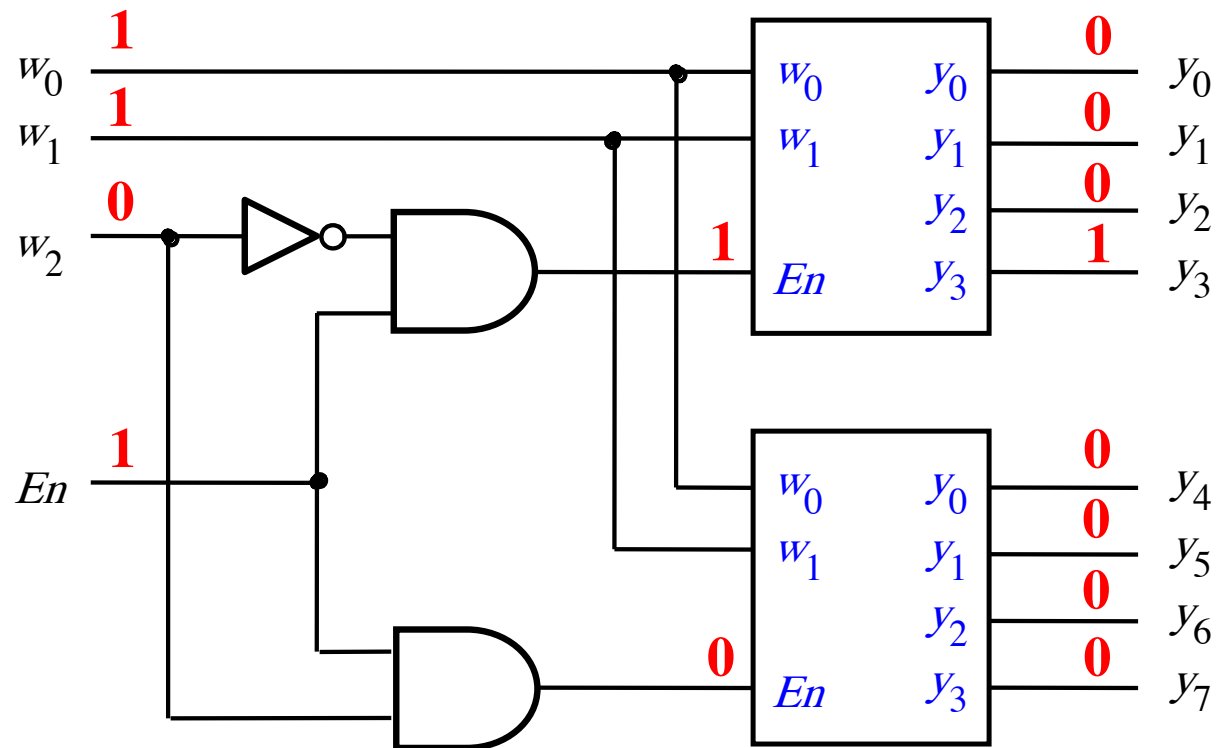 1 0
w0 w0 y0 y0
1 0
w1 w1 y1 y1
0 0
w2 y2 y2
1 1
En y3 y3
1 0
En w0 y0 y4
0
w1 y1 y5
0
y2 y6
0 0
En y3 y7